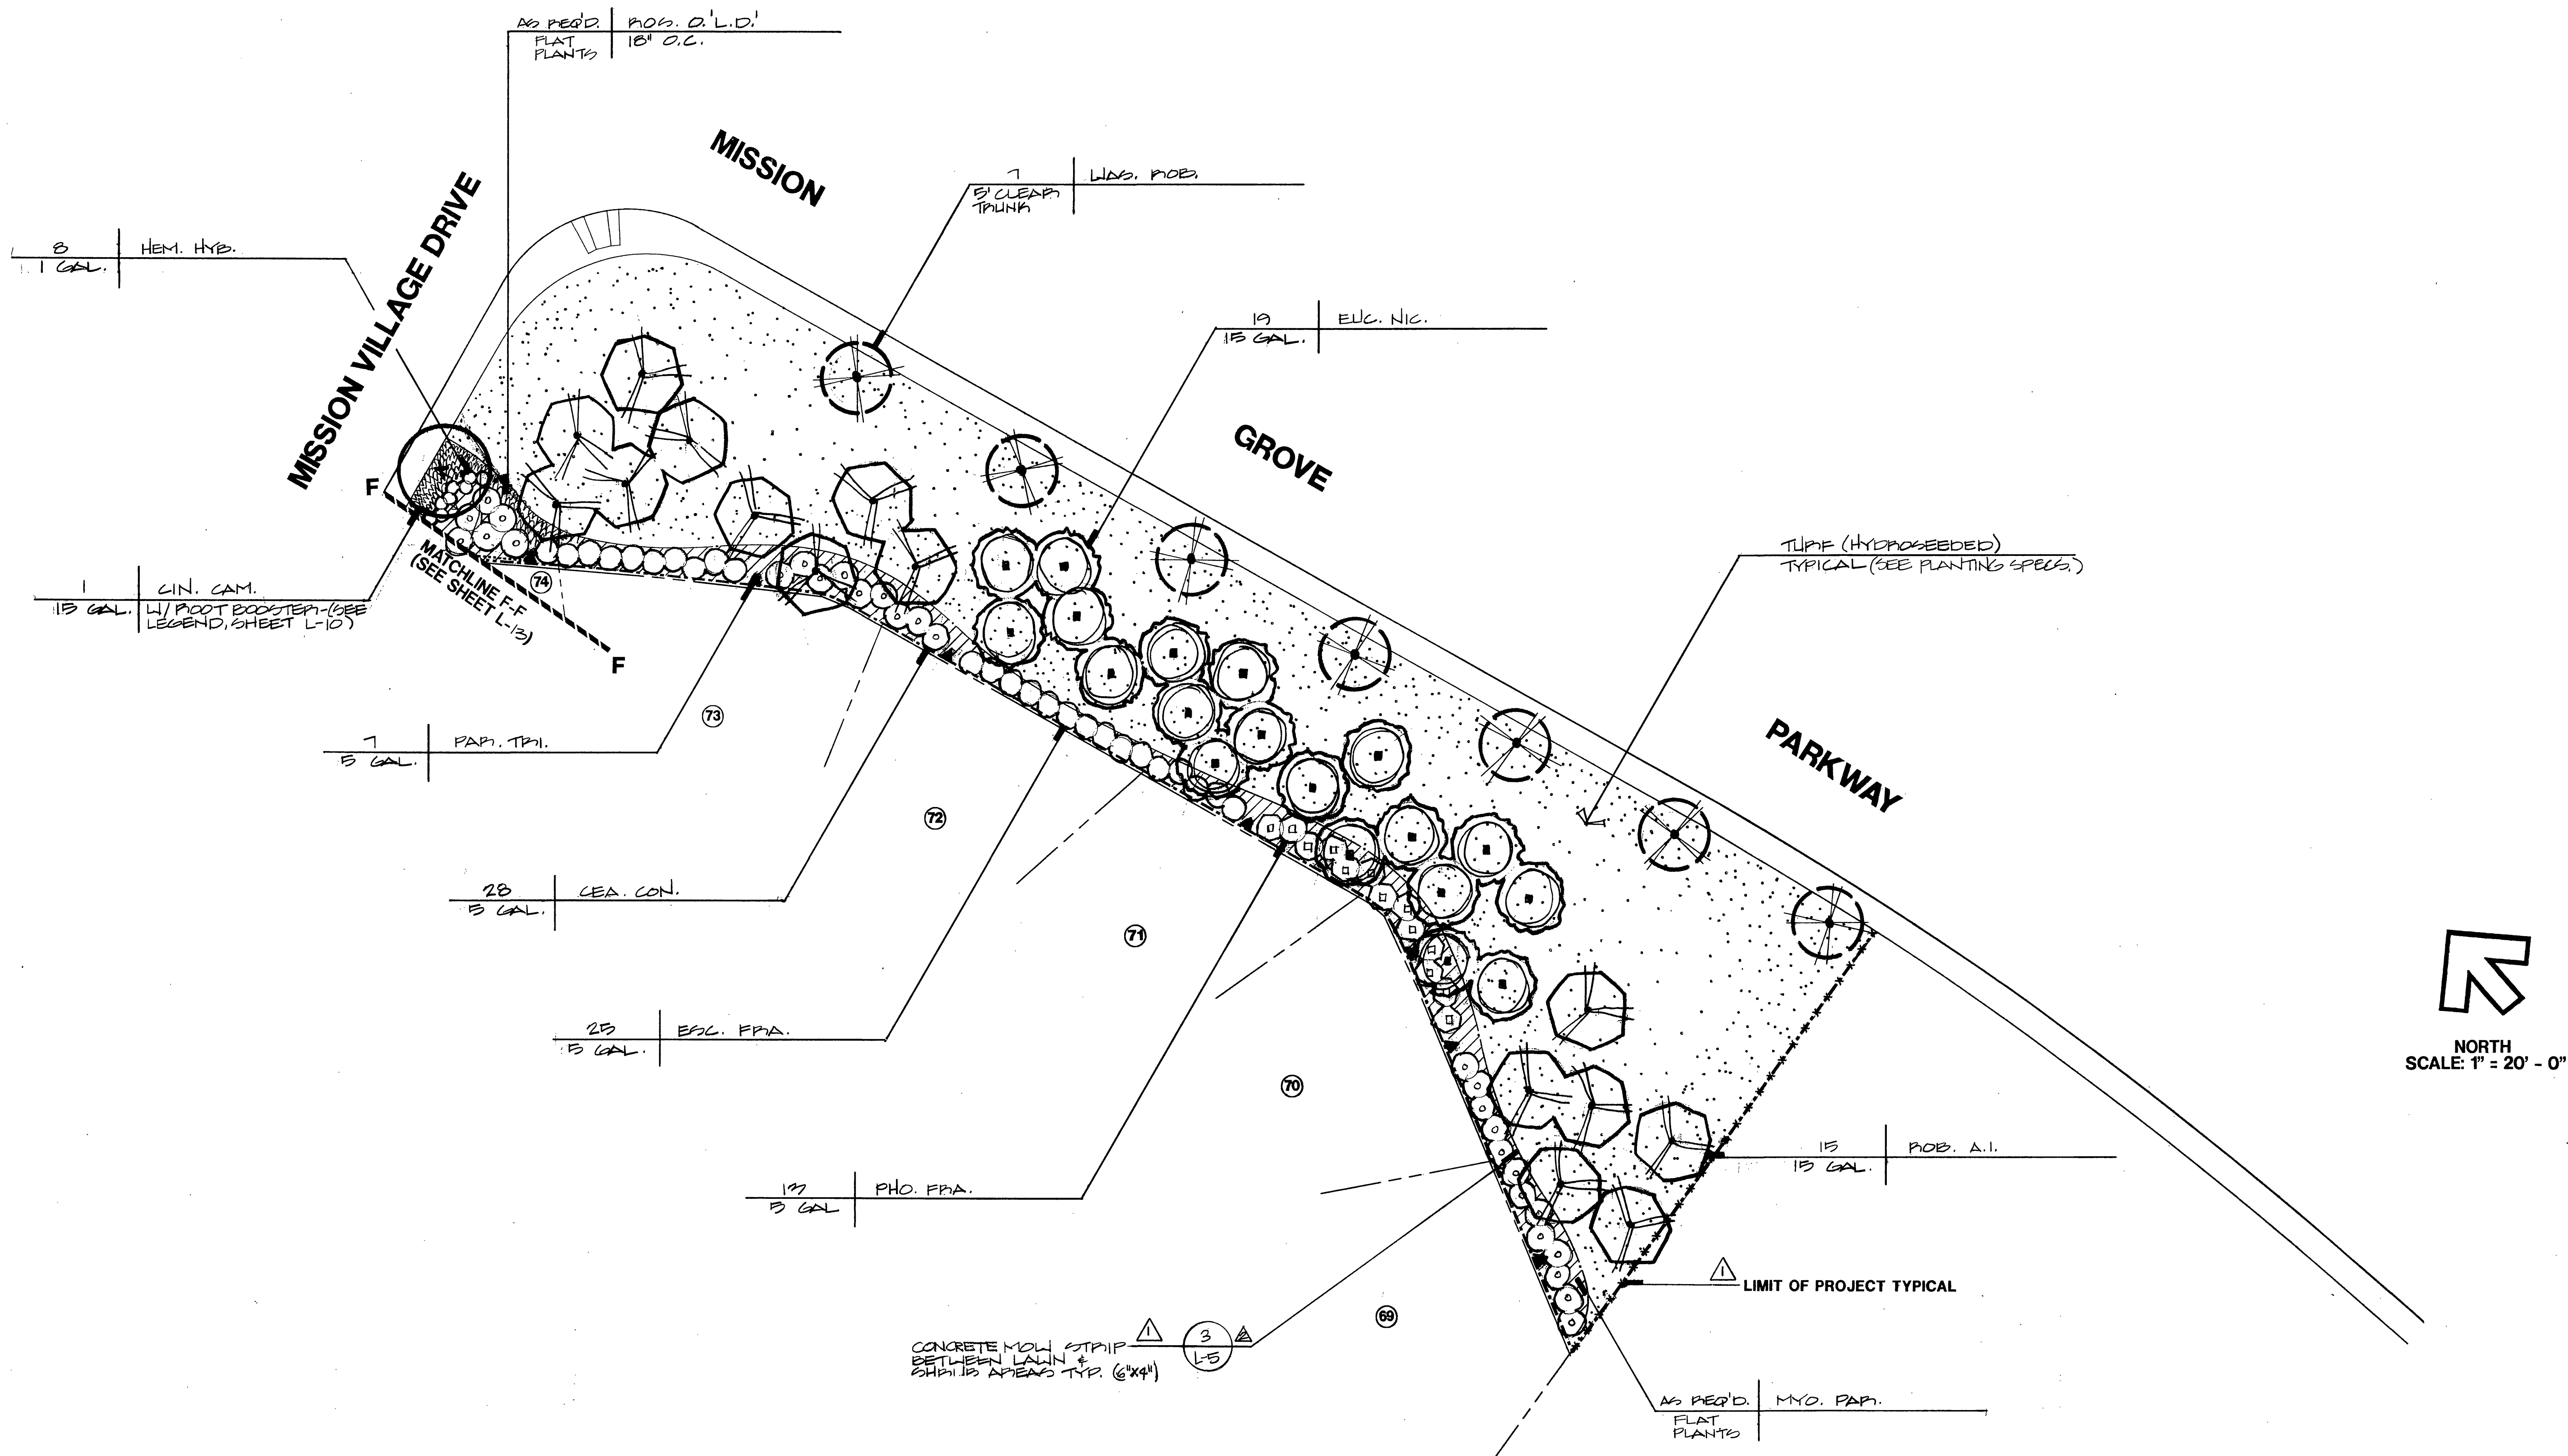 AS REQ'D. ROS. O.'L.D.'
FLAT PLANTS 18" O.C.
MISSION
7 WAS. ROB.
5' CLEAR TRUNK
MISSION VILLAGE DRIVE
8 HEM. HYB.
1 GAL.
19 EUC. NIC.
15 GAL.
GROVE
F
TURF (HYDROSEEDED)
TYPICAL (SEE PLANTING SPECS.)
1 CIN. CAM.
15 GAL. W/ ROOT BOOSTER-(SEE
LEGEND, SHEET L-10)
74
MATCHLINE F-F
(SEE SHEET L-13)
F
73
PARKWAY
7 PAR. TRI.
5 GAL.
72
28 CEA. CON.
5 GAL.
71
NORTH
SCALE: 1" = 20' - 0"
25 ESC. FRA.
5 GAL.
70
15 ROB. A.I.
15 GAL.
13 PHO. FRA.
5 GAL
1 LIMIT OF PROJECT TYPICAL
69
CONCRETE MOW STRIP 1 3 2
BETWEEN LAWN & L-5
SHRUB AREAS TYP. (6"X4")
AS REQ'D. MYO. PAR.
FLAT
PLANTS